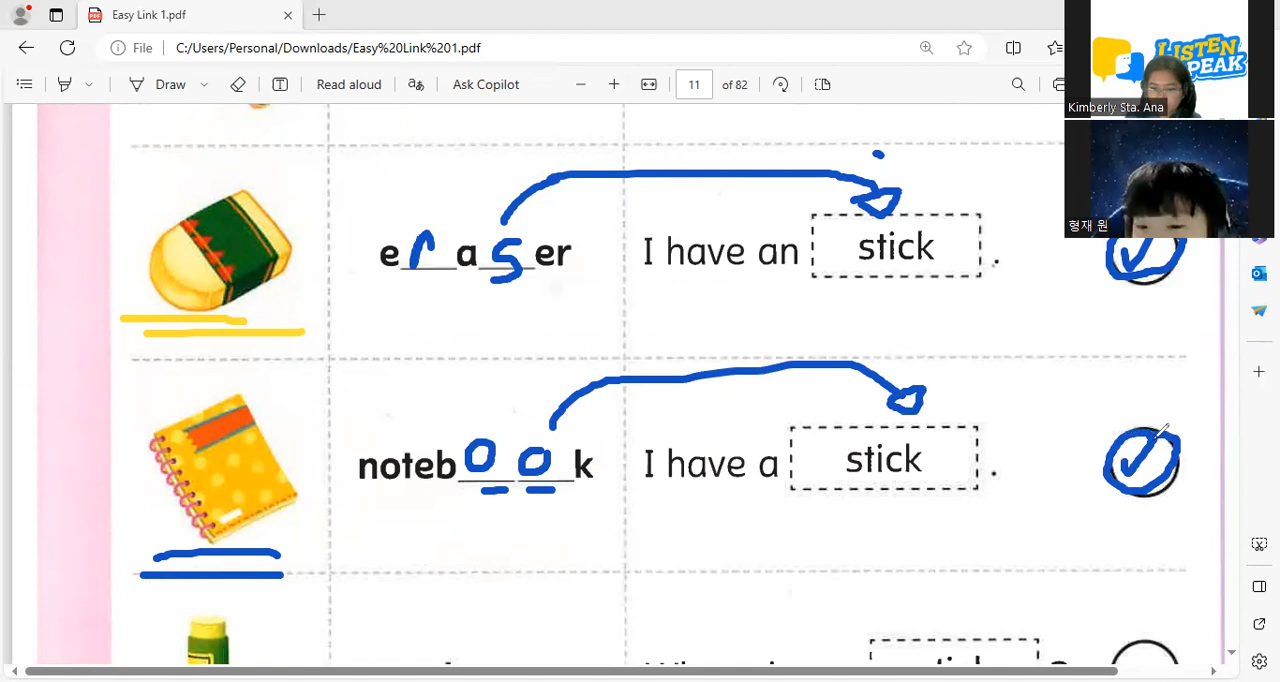 Easy Link 1.pdf
File C:/Users/Personal/Downloads/Easy%20Link%201.pdf
Draw Read aloud Ask Copilot 11 of 82
LISTEN
SPEAK
Kimberly Sta. Ana
형재 원
eraser I have an stick .
notebook I have a stick .